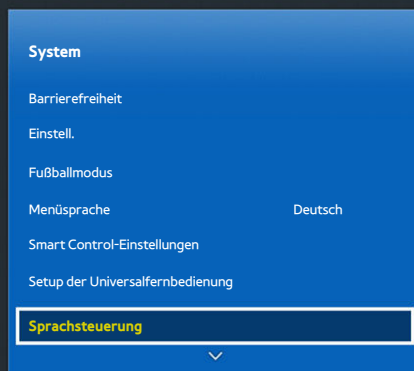 System
Barrierefreiheit
Einstell.
Fußballmodus
Menüsprache Deutsch
Smart Control-Einstellungen
Setup der Universalfernbedienung
Sprachsteuerung